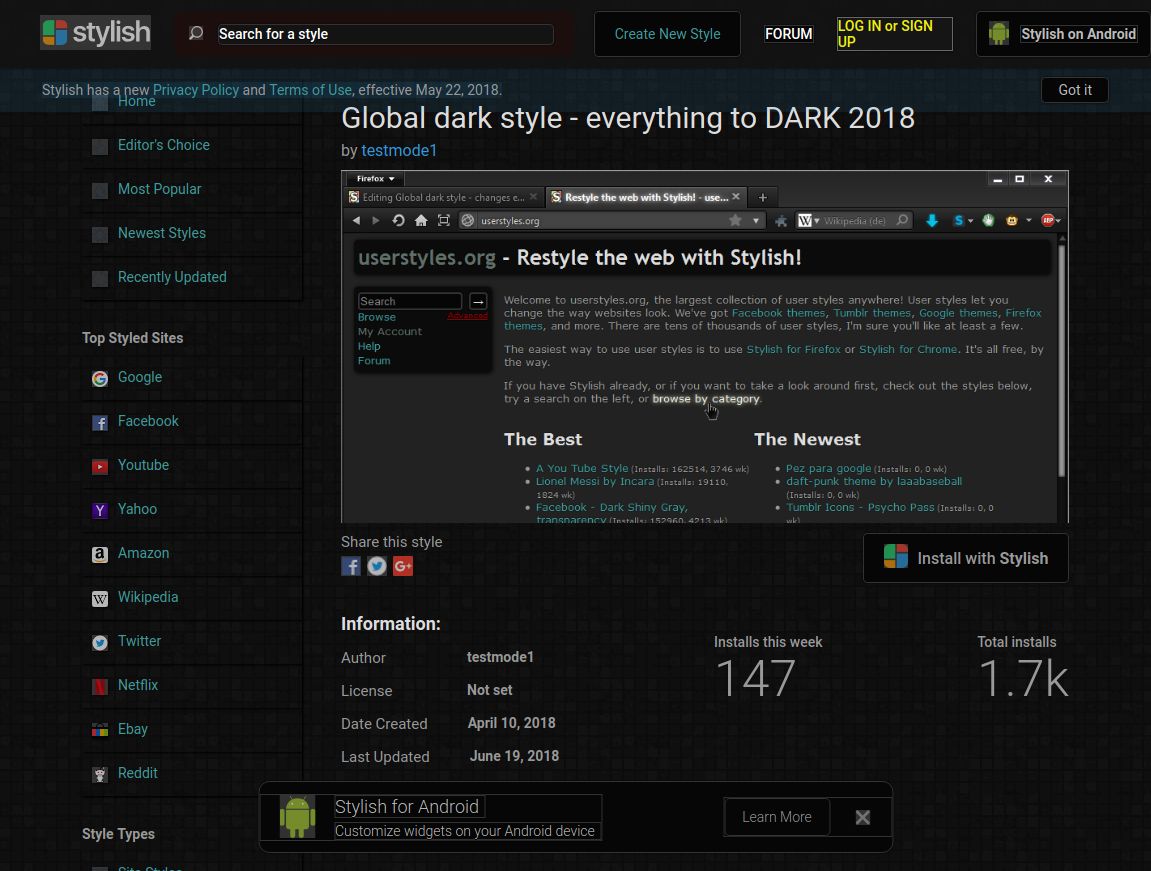 stylish
Search for a style
Create New Style
FORUM
LOG IN or SIGN
UP
Stylish on Android
Stylish has a new Privacy Policy and Terms of Use, effective May 22, 2018.
Got it
Home
Editor's Choice
Most Popular
Newest Styles
Recently Updated
Top Styled Sites
Google
Facebook
Youtube
Yahoo
Amazon
Wikipedia
Twitter
Netflix
Ebay
Reddit
Style Types
Site Styles
Global dark style - everything to DARK 2018
by testmode1
Firefox
Editing Global dark style - changes e...
Restyle the web with Stylish! - use...
userstyles.org
Wikipedia (de)
userstyles.org - Restyle the web with Stylish!
Search
Browse
Advanced
My Account
Help
Forum
Welcome to userstyles.org, the largest collection of user styles anywhere! User styles let you
change the way websites look. We've got Facebook themes, Tumblr themes, Google themes, Firefox
themes, and more. There are tens of thousands of user styles, I'm sure you'll like at least a few.
The easiest way to use user styles is to use Stylish for Firefox or Stylish for Chrome. It's all free, by
the way.
If you have Stylish already, or if you want to take a look around first, check out the styles below,
try a search on the left, or browse by category.
The Best
A You Tube Style (Installs: 162514, 3746 wk)
Lionel Messi by Incara (Installs: 19110,
1824 wk)
Facebook - Dark Shiny Gray,
transparency (Installs: 152960, 4213 wk)
The Newest
Pez para google (Installs: 0, 0 wk)
daft-punk theme by laaabaseball
(Installs: 0, 0 wk)
Tumblr Icons - Psycho Pass (Installs: 0, 0
wk)
Share this style
Install with Stylish
Information:
Author testmode1
License Not set
Date Created April 10, 2018
Last Updated June 19, 2018
Installs this week
147
Total installs
1.7k
Stylish for Android
Customize widgets on your Android device
Learn More